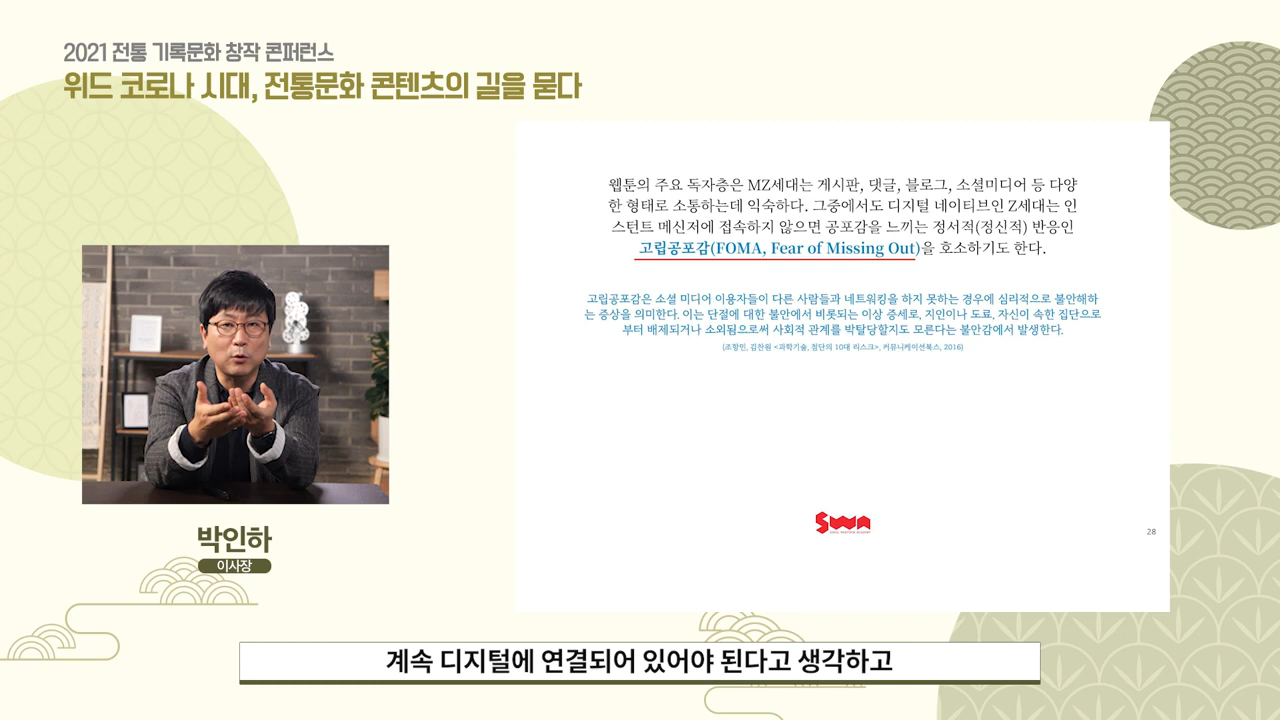 2021 전통 기록문화 창작 콘퍼런스
위드 코로나 시대, 전통문화 콘텐츠의 길을 묻다
웹툰의 주요 독자층은 MZ세대는 게시판, 댓글, 블로그, 소셜미디어 등 다양
한 형태로 소통하는데 익숙하다. 그중에서도 디지털 네이티브인 Z세대는 인
스턴트 메신저에 접속하지 않으면 공포감을 느끼는 정서적(정신적) 반응인
고립공포감(FOMA, Fear of Missing Out)을 호소하기도 한다.
고립공포감은 소셜 미디어 이용자들이 다른 사람들과 네트워킹을 하지 못하는 경우에 심리적으로 불안해하
는 증상을 의미한다. 이는 단절에 대한 불안에서 비롯되는 이상 증세로, 지인이나 도료, 자신이 속한 집단으로
부터 배제되거나 소외됨으로써 사회적 관계를 박탈당할지도 모른다는 불안감에서 발생한다.
(조항민, 김찬원 <과학기술, 첨단의 10대 리스크>, 커뮤니케이션북스, 2016)
SWA
28
박인하
이사장
계속 디지털에 연결되어 있어야 된다고 생각하고